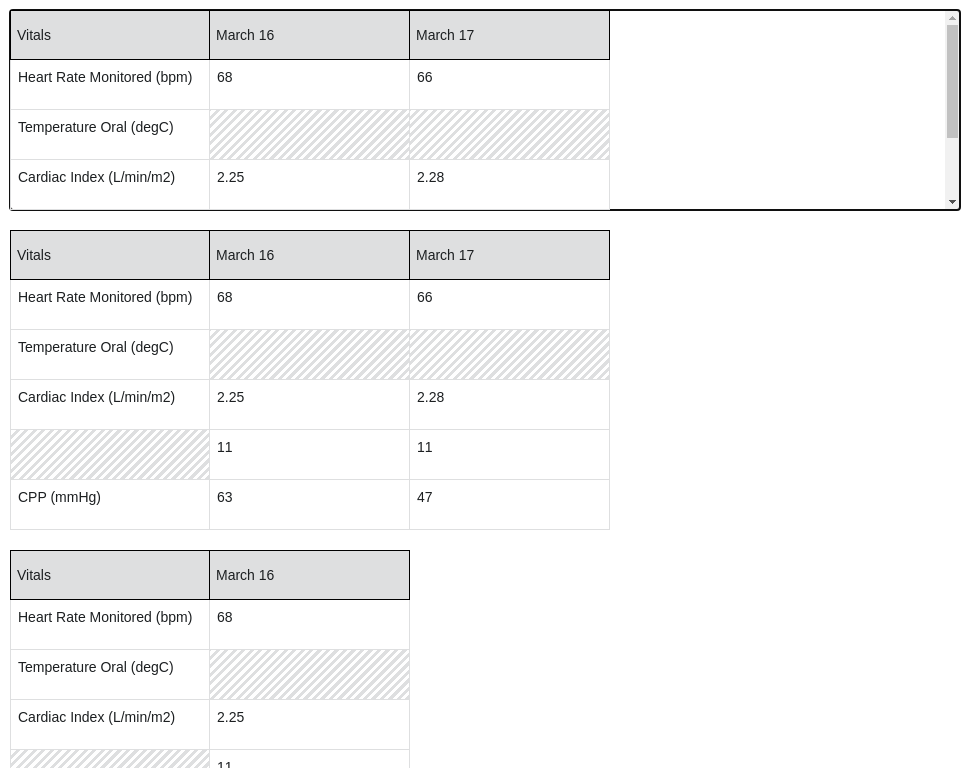 Vitals March 16 March 17
Heart Rate Monitored (bpm) 68 66
Temperature Oral (degC)
Cardiac Index (L/min/m2) 2.25 2.28
Vitals March 16 March 17
Heart Rate Monitored (bpm) 68 66
Temperature Oral (degC)
Cardiac Index (L/min/m2) 2.25 2.28
11 11
CPP (mmHg) 63 47
Vitals March 16
Heart Rate Monitored (bpm) 68
Temperature Oral (degC)
Cardiac Index (L/min/m2) 2.25
11